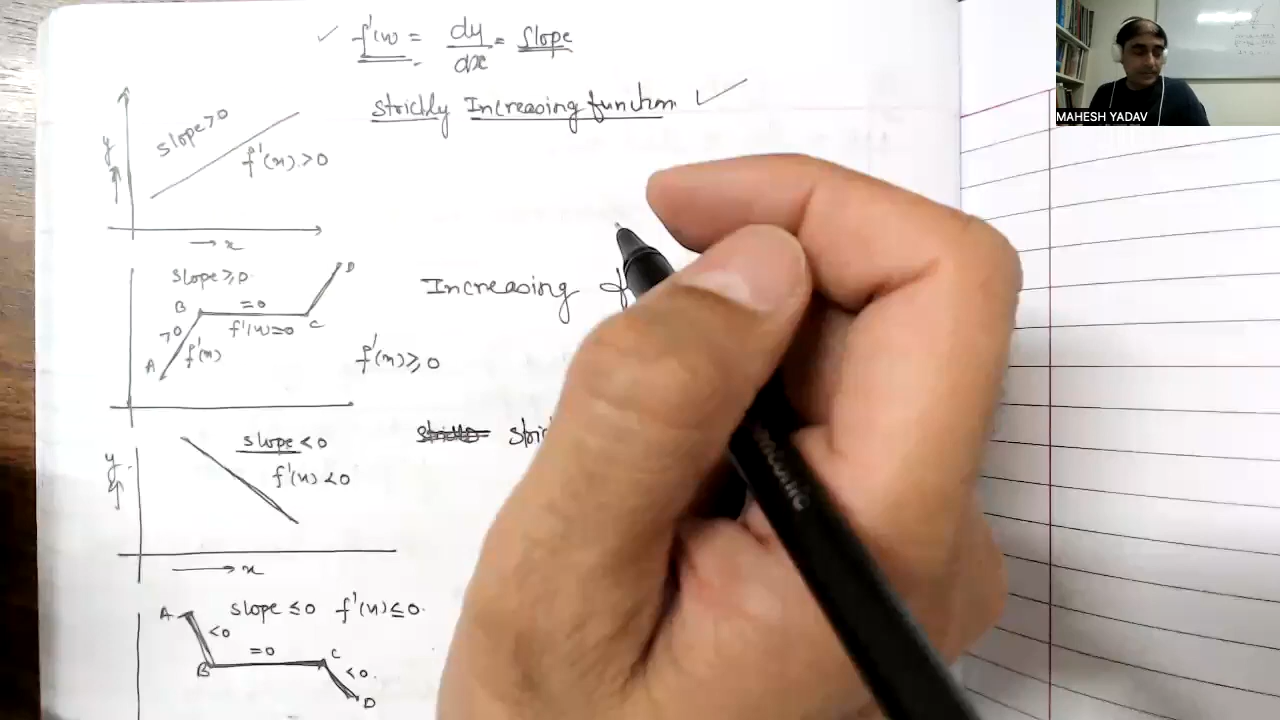 ✓ f'(x) = dy/dx = slope
strictly Increasing function ✓
slope > 0
f'(x) > 0
y
→ x
slope ≥ 0
Increasing
A
B
C
D
> 0
f'(x)
= 0
f'(x) = 0
f'(x) ≥ 0
slope < 0
f'(x) < 0
y
→ x
slope ≤ 0 f'(x) ≤ 0
A
< 0
B
= 0
C
< 0
D
MAHESH YADAV